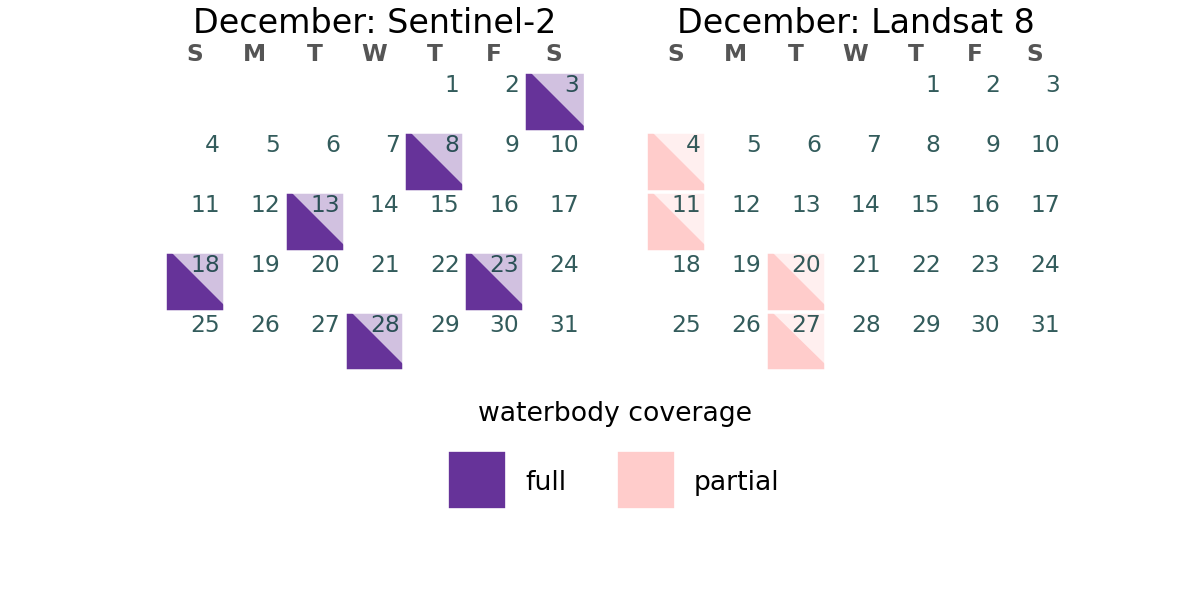 December: Sentinel-2
S M T W T F S
1 2 3
4 5 6 7 8 9 10
11 12 13 14 15 16 17
18 19 20 21 22 23 24
25 26 27 28 29 30 31
December: Landsat 8
S M T W T F S
1 2 3
4 5 6 7 8 9 10
11 12 13 14 15 16 17
18 19 20 21 22 23 24
25 26 27 28 29 30 31
waterbody coverage
full
partial